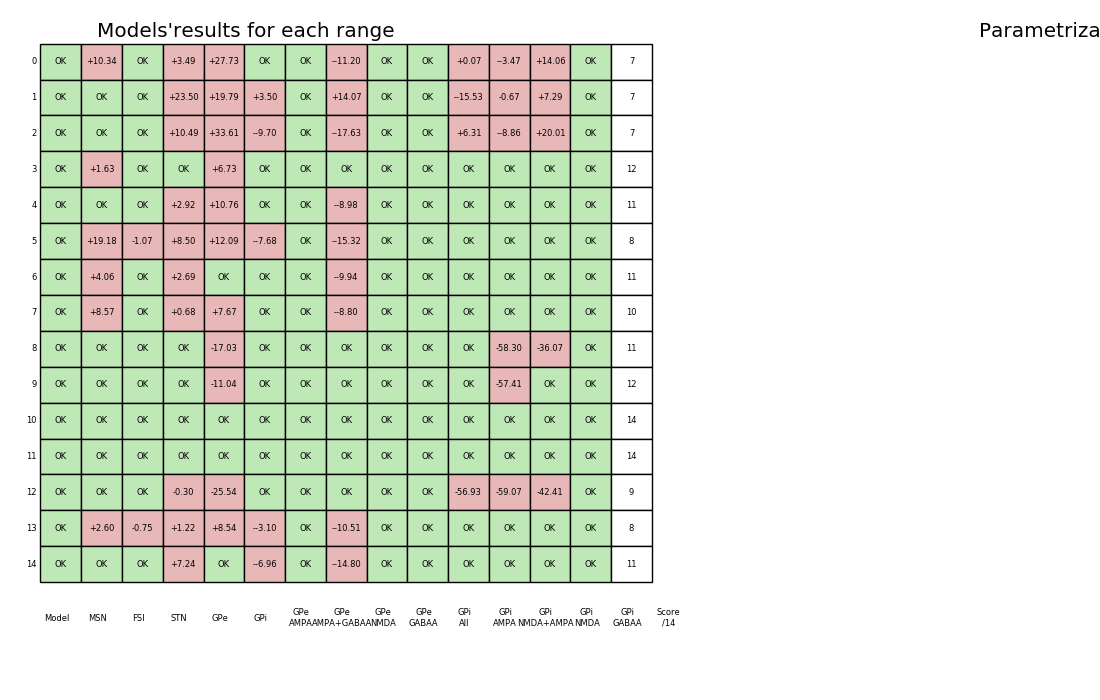 Models'results for each range
Parametriza
0 OK +10.34 OK +3.49 +27.73 OK OK --11.20 OK OK +0.07 --3.47 +14.06 OK 7
1 OK OK OK +23.50 +19.79 +3.50 OK +14.07 OK OK --15.53 -0.67 +7.29 OK 7
2 OK OK OK +10.49 +33.61 --9.70 OK --17.63 OK OK +6.31 --8.86 +20.01 OK 7
3 OK +1.63 OK OK +6.73 OK OK OK OK OK OK OK OK OK 12
4 OK OK OK +2.92 +10.76 OK OK --8.98 OK OK OK OK OK OK 11
5 OK +19.18 -1.07 +8.50 +12.09 --7.68 OK --15.32 OK OK OK OK OK OK 8
6 OK +4.06 OK +2.69 OK OK OK --9.94 OK OK OK OK OK OK 11
7 OK +8.57 OK +0.68 +7.67 OK OK --8.80 OK OK OK OK OK OK 10
8 OK OK OK OK -17.03 OK OK OK OK OK OK -58.30 -36.07 OK 11
9 OK OK OK OK -11.04 OK OK OK OK OK OK -57.41 OK OK 12
10 OK OK OK OK OK OK OK OK OK OK OK OK OK OK 14
11 OK OK OK OK OK OK OK OK OK OK OK OK OK OK 14
12 OK OK OK -0.30 -25.54 OK OK OK OK OK -56.93 -59.07 -42.41 OK 9
13 OK +2.60 -0.75 +1.22 +8.54 --3.10 OK --10.51 OK OK OK OK OK OK 8
14 OK OK OK +7.24 OK --6.96 OK --14.80 OK OK OK OK OK OK 11
Model MSN FSI STN GPe GPi
GPe GPe GPe GPe GPi GPi GPi GPi GPi Score
AMPA AMPA+GABAA NMDA GABAA All AMPA NMDA+AMPA NMDA GABAA /14